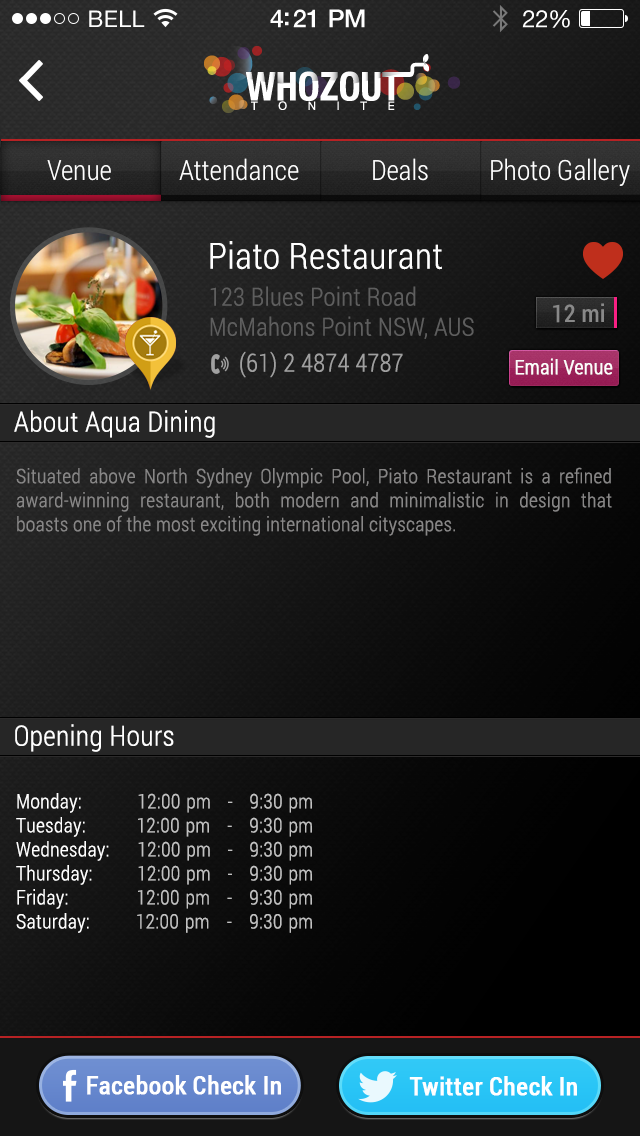 BELL 4:21 PM 22%
WHOZOUT
TONITE
Venue Attendance Deals Photo Gallery
Piato Restaurant
123 Blues Point Road
McMahons Point NSW, AUS
12 mi
(61) 2 4874 4787
Email Venue
About Aqua Dining
Situated above North Sydney Olympic Pool, Piato Restaurant is a refined
award-winning restaurant, both modern and minimalistic in design that
boasts one of the most exciting international cityscapes.
Opening Hours
Monday: 12:00 pm - 9:30 pm
Tuesday: 12:00 pm - 9:30 pm
Wednesday: 12:00 pm - 9:30 pm
Thursday: 12:00 pm - 9:30 pm
Friday: 12:00 pm - 9:30 pm
Saturday: 12:00 pm - 9:30 pm
f Facebook Check In Twitter Check In